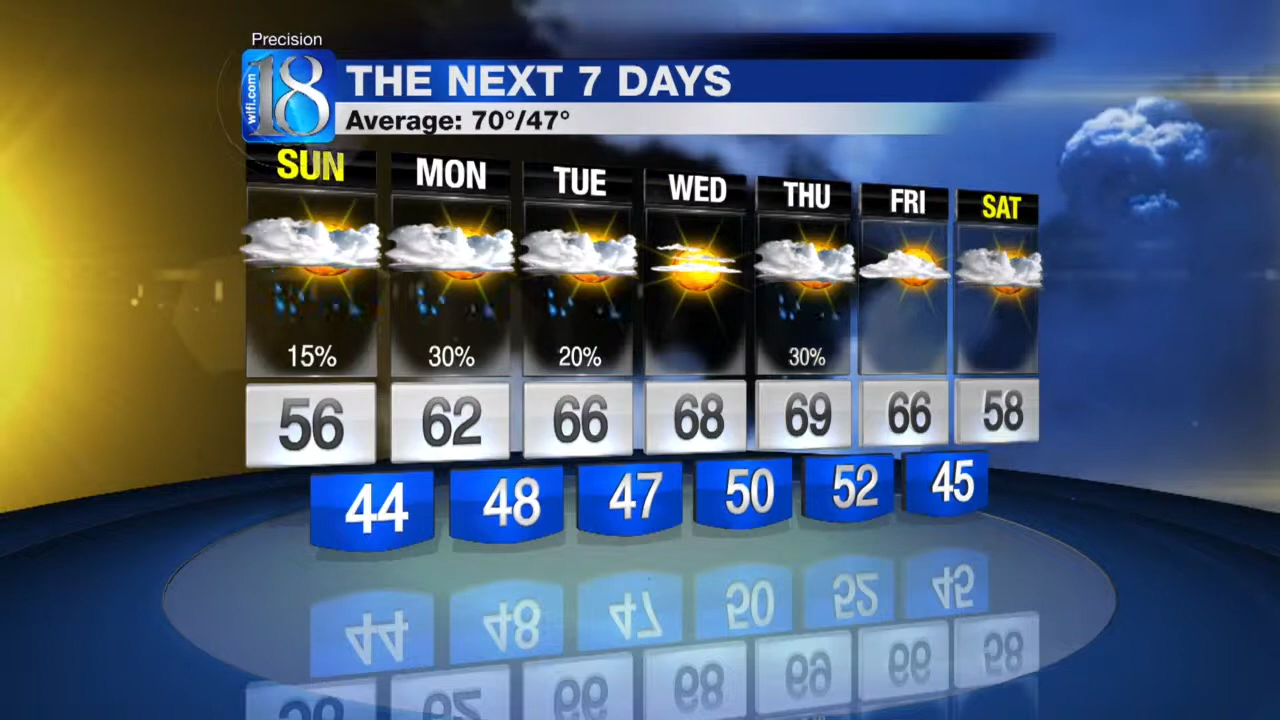 Precision
wlfi.com
18
THE NEXT 7 DAYS
Average: 70°/47°
SUN MON TUE WED THU FRI SAT
15% 30% 20% 30%
56 62 66 68 69 66 58
44 48 47 50 52 45